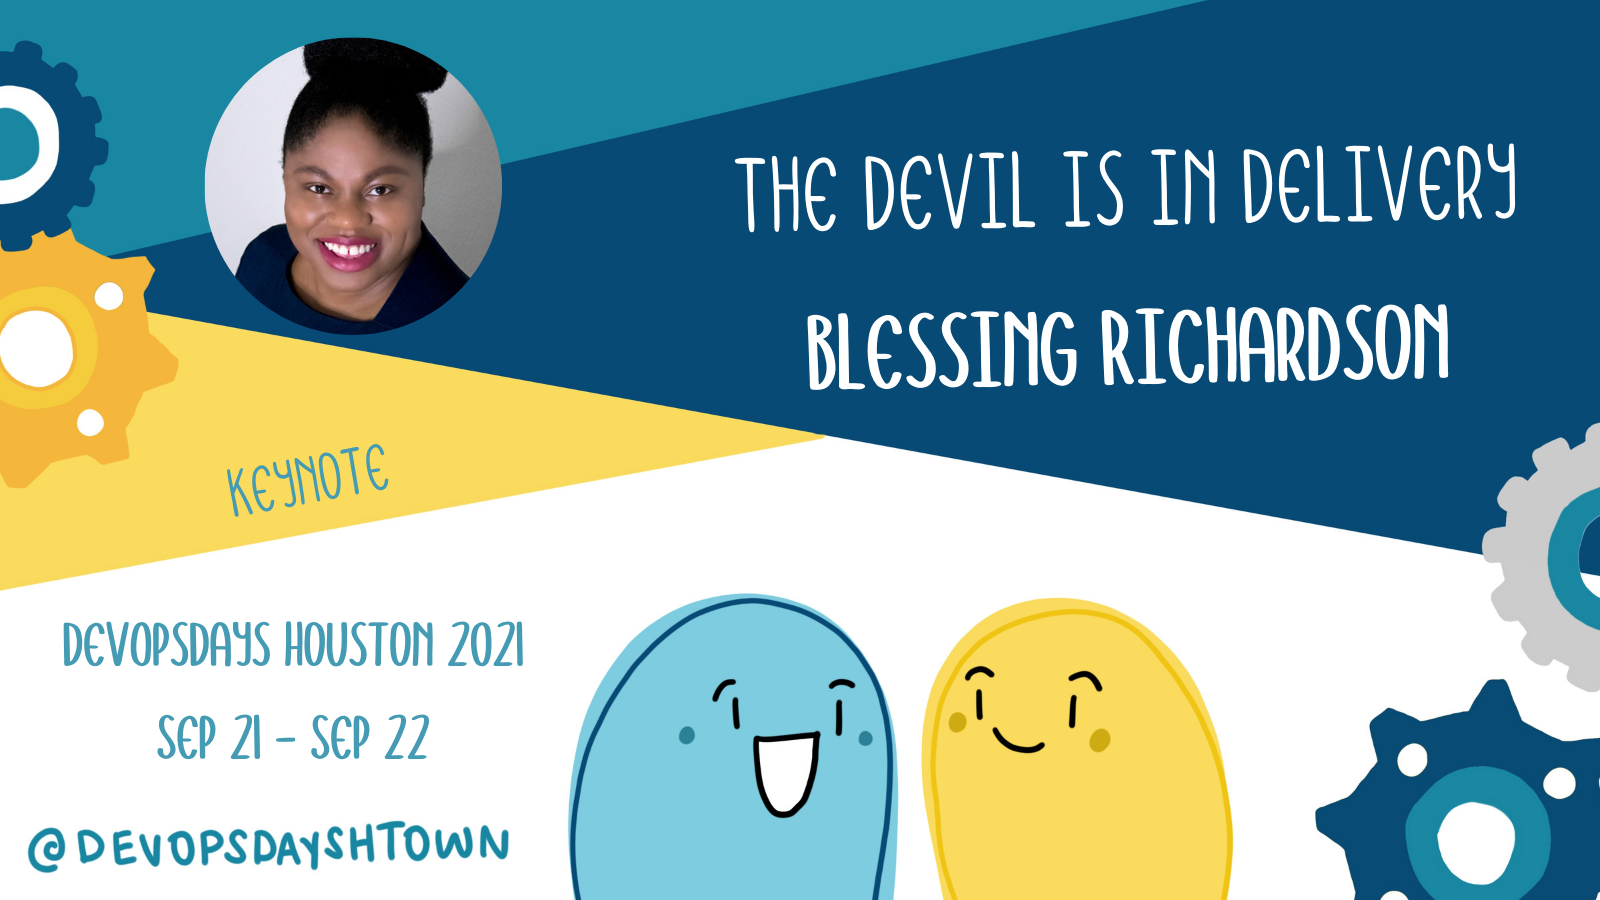 THE DEVIL IS IN DELIVERY
BLESSING RICHARDSON
KEYNOTE
DEVOPSDAYS HOUSTON 2021
SEP 21 - SEP 22
@DEVOPSDAYSHTOWN